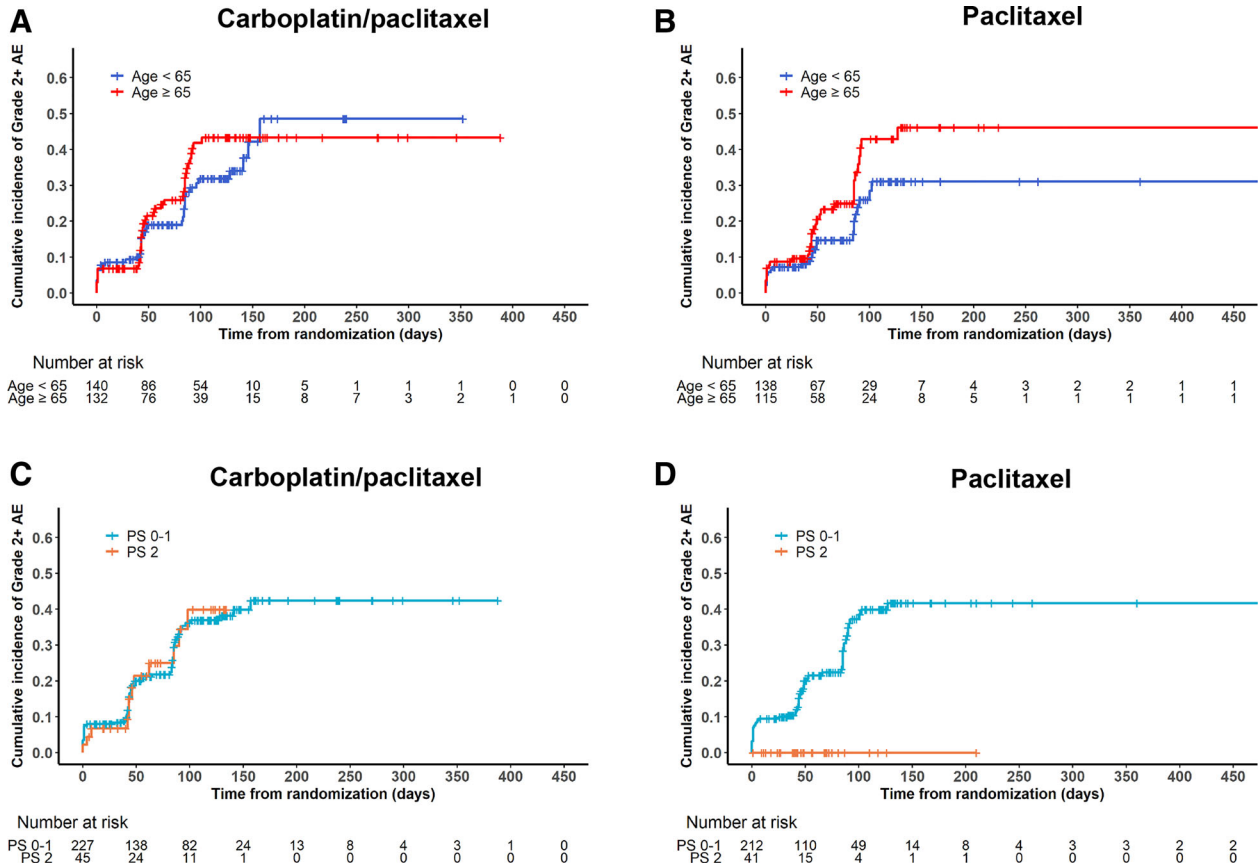 A
Carboplatin/paclitaxel
Cumulative incidence of Grade 2+ AE
0.6
0.5
0.4
0.3
0.2
0.1
0.0
Age < 65
Age ≥ 65
0 50 100 150 200 250 300 350 400 450
Time from randomization (days)
Number at risk
Age < 65 140 86 54 10 5 1 1 1 0 0
Age ≥ 65 132 76 39 15 8 7 3 2 1 0
B
Paclitaxel
Cumulative incidence of Grade 2+ AE
0.6
0.5
0.4
0.3
0.2
0.1
0.0
Age < 65
Age ≥ 65
0 50 100 150 200 250 300 350 400 450
Time from randomization (days)
Number at risk
Age < 65 138 67 29 7 4 3 2 2 1 1
Age ≥ 65 115 58 24 8 5 1 1 1 1 1
C
Carboplatin/paclitaxel
Cumulative incidence of Grade 2+ AE
0.6
0.5
0.4
0.3
0.2
0.1
0.0
PS 0-1
PS 2
0 50 100 150 200 250 300 350 400 450
Time from randomization (days)
Number at risk
PS 0-1 227 138 82 24 13 8 4 3 1 0
PS 2 45 24 11 1 0 0 0 0 0 0
D
Paclitaxel
Cumulative incidence of Grade 2+ AE
0.6
0.5
0.4
0.3
0.2
0.1
0.0
PS 0-1
PS 2
0 50 100 150 200 250 300 350 400 450
Time from randomization (days)
Number at risk
PS 0-1 212 110 49 14 8 4 3 3 2 2
PS 2 41 15 4 1 1 0 0 0 0 0